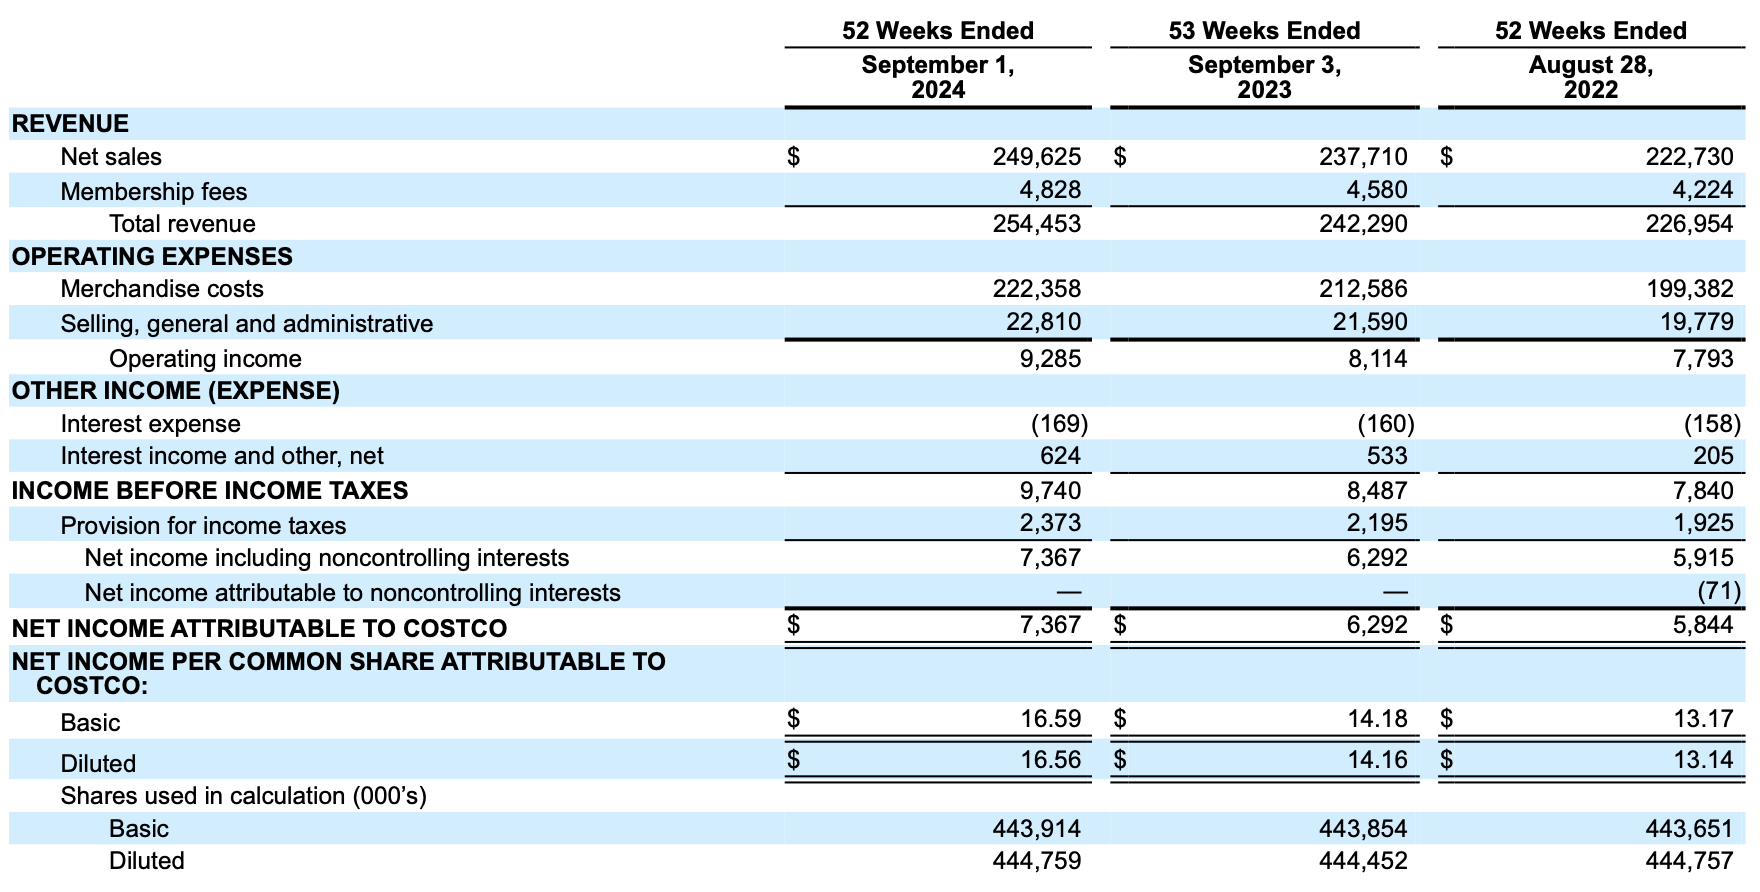 52 Weeks Ended 53 Weeks Ended 52 Weeks Ended
September 1, September 3, August 28,
2024 2023 2022
REVENUE
Net sales $ 249,625 $ 237,710 $ 222,730
Membership fees 4,828 4,580 4,224
Total revenue 254,453 242,290 226,954
OPERATING EXPENSES
Merchandise costs 222,358 212,586 199,382
Selling, general and administrative 22,810 21,590 19,779
Operating income 9,285 8,114 7,793
OTHER INCOME (EXPENSE)
Interest expense (169) (160) (158)
Interest income and other, net 624 533 205
INCOME BEFORE INCOME TAXES 9,740 8,487 7,840
Provision for income taxes 2,373 2,195 1,925
Net income including noncontrolling interests 7,367 6,292 5,915
Net income attributable to noncontrolling interests — — (71)
NET INCOME ATTRIBUTABLE TO COSTCO $ 7,367 $ 6,292 $ 5,844
NET INCOME PER COMMON SHARE ATTRIBUTABLE TO
COSTCO:
Basic $ 16.59 $ 14.18 $ 13.17
Diluted $ 16.56 $ 14.16 $ 13.14
Shares used in calculation (000’s)
Basic 443,914 443,854 443,651
Diluted 444,759 444,452 444,757